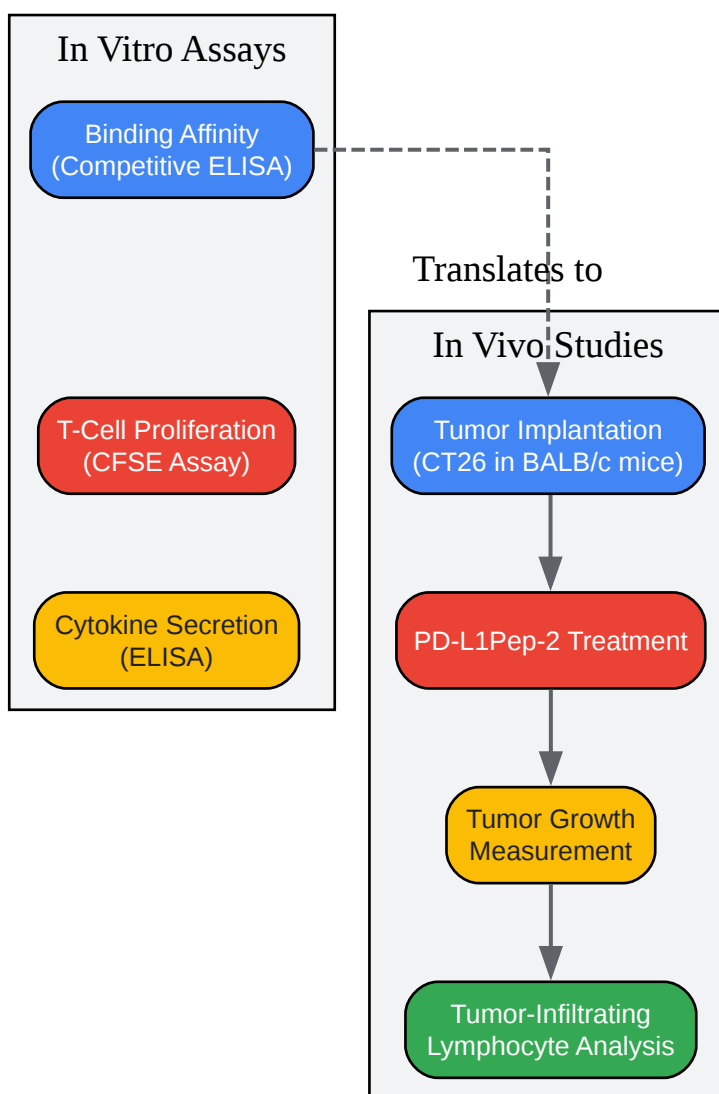 In Vitro Assays
Binding Affinity
(Competitive ELISA)
T-Cell Proliferation
(CFSE Assay)
Cytokine Secretion
(ELISA)
Translates to
In Vivo Studies
Tumor Implantation
(CT26 in BALB/c mice)
PD-L1Pep-2 Treatment
Tumor Growth
Measurement
Tumor-Infiltrating
Lymphocyte Analysis